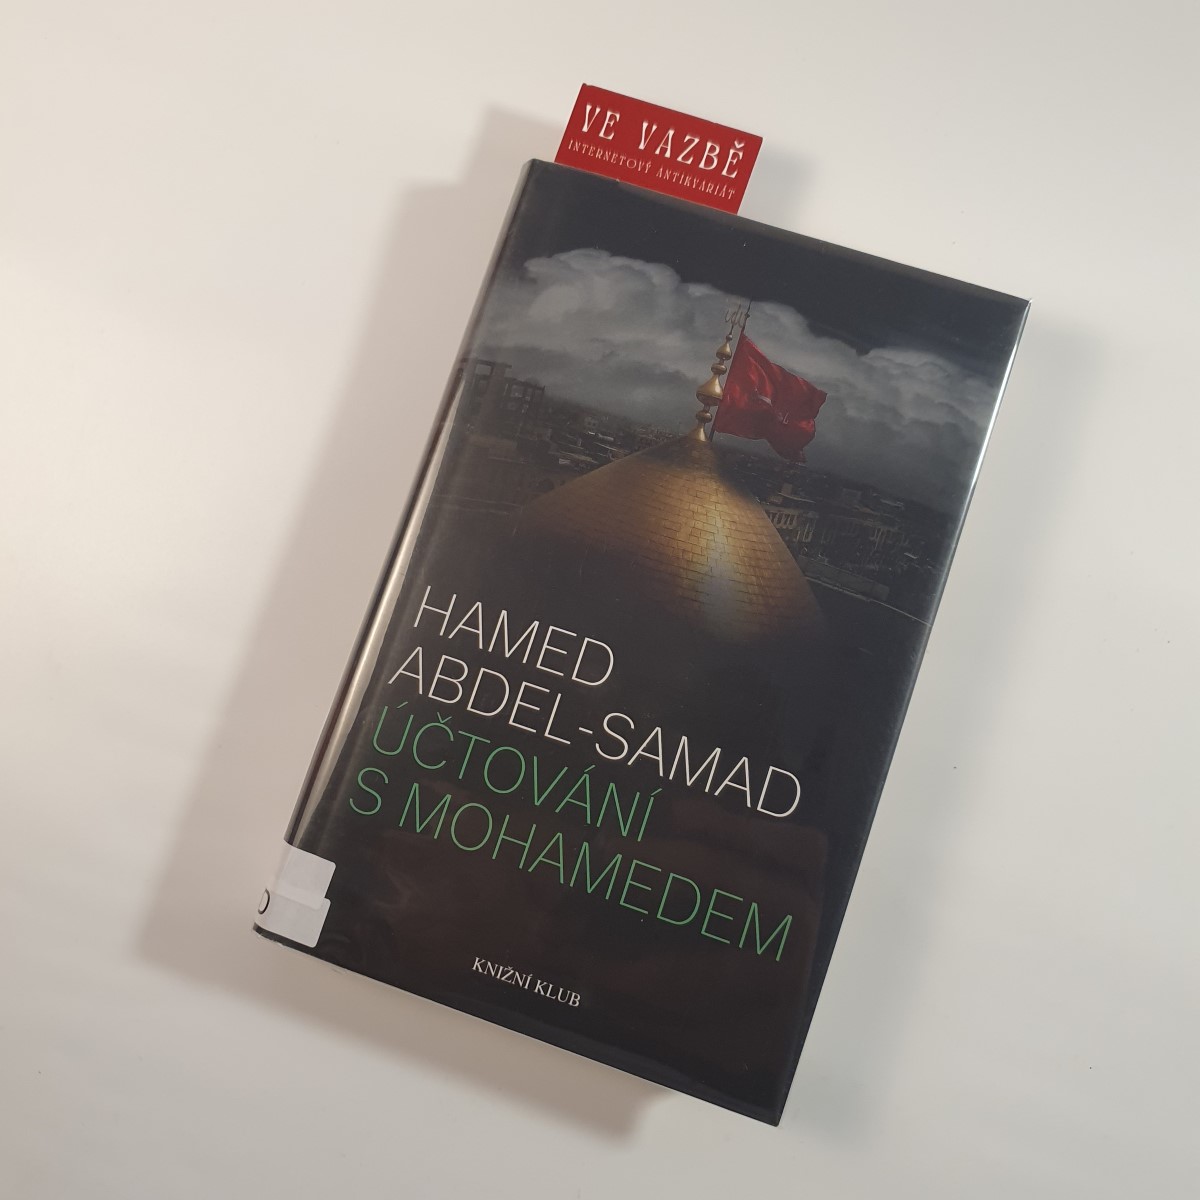 VE VAZBĚ
INTERNETOVÝ ANTIKVARIÁT
HAMED
ABDEL-SAMAD
ÚČTOVÁNÍ
S MOHAMEDEM
KNIŽNÍ KLUB